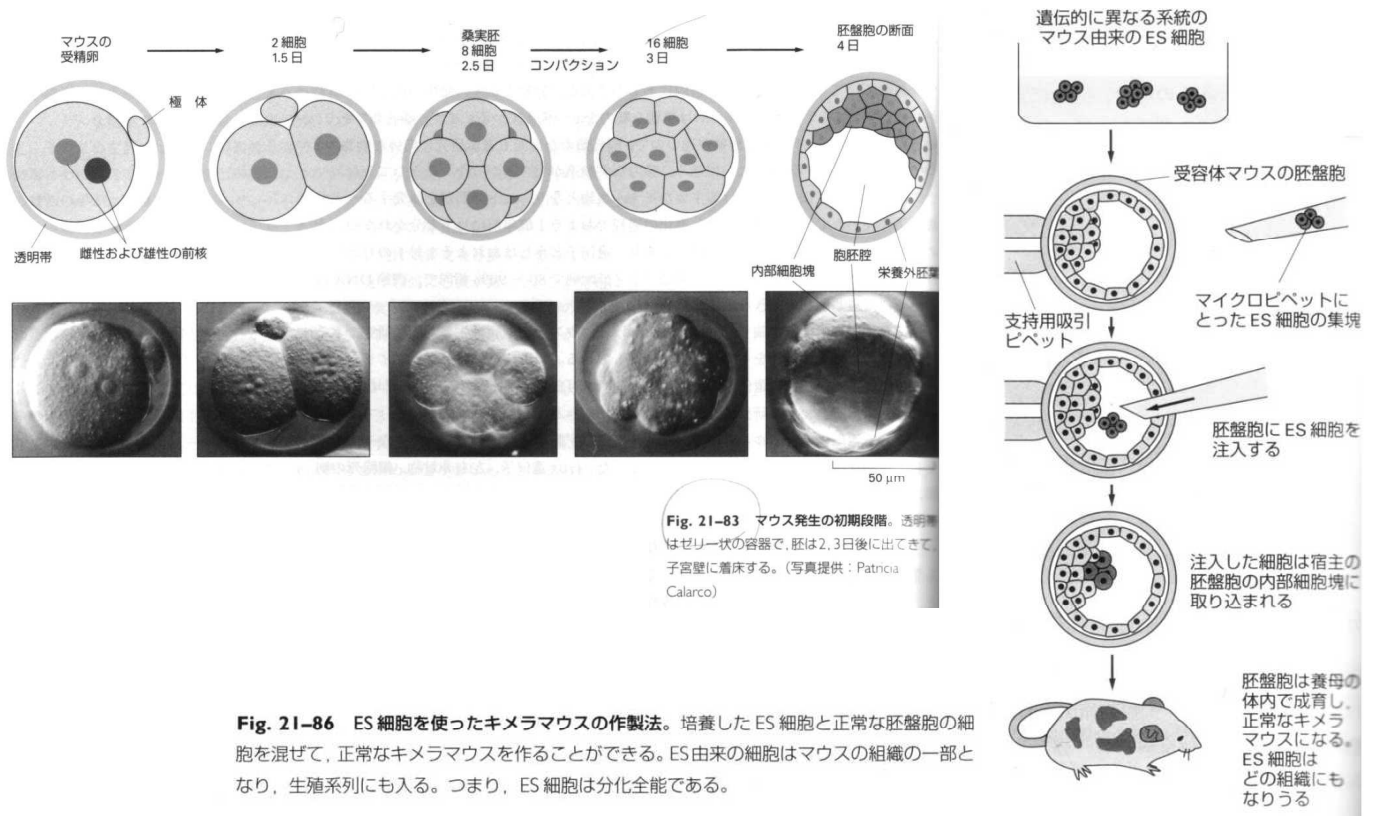 マウスの
受精卵
2 細胞
1.5 日
桑実胚
8 細胞
2.5 日
コンパクション
16 細胞
3 日
胚盤胞の断面
4 日
極 体
透明帯
雌性および雄性の前核
内部細胞塊
胞胚腔
栄養外胚葉
50 μm
Fig. 21–83 マウス発生の初期段階。透明帯
はゼリー状の容器で，胚は2，3日後に出てきて，
子宮壁に着床する。（写真提供：Patricia
Calarco）
遺伝的に異なる系統の
マウス由来の ES 細胞
受容体マウスの胚盤胞
支持用吸引
ピペット
マイクロピペットに
とった ES 細胞の集塊
胚盤胞に ES 細胞を
注入する
注入した細胞は宿主の
胚盤胞の内部細胞塊に
取り込まれる
胚盤胞は養母の
体内で成育し，
正常なキメラ
マウスになる。
ES 細胞は
どの組織にも
なりうる
Fig. 21–86 ES 細胞を使ったキメラマウスの作製法。培養した ES 細胞と正常な胚盤胞の細
胞を混ぜて，正常なキメラマウスを作ることができる。ES由来の細胞はマウスの組織の一部と
なり，生殖系列にも入る。つまり，ES 細胞は分化全能である。